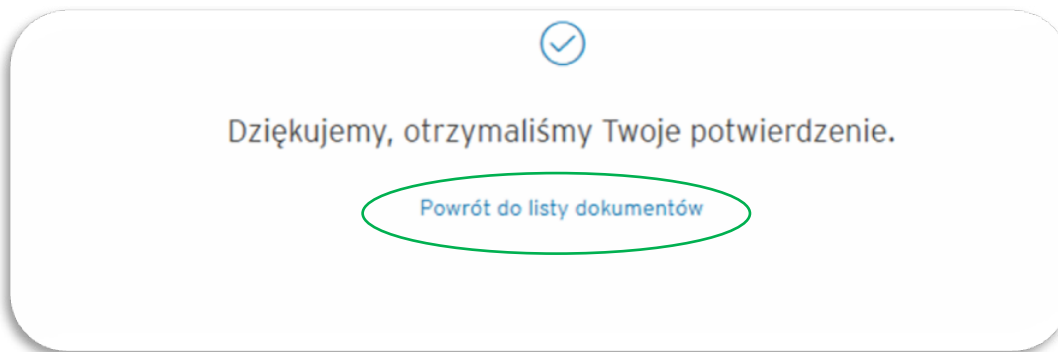 Dziękujemy, otrzymaliśmy Twoje potwierdzenie.
Powrót do listy dokumentów